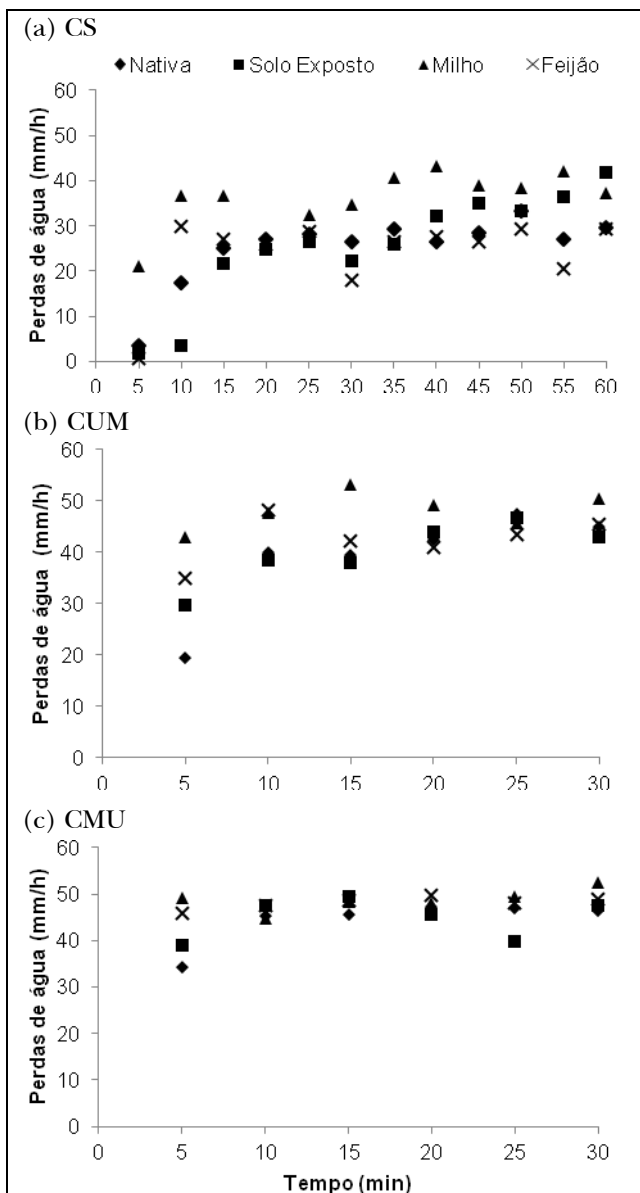 (a) CS
Nativa Solo Exposto Milho Feijão
60
50
40
30
20
10
0
Perdas de água (mm/h)
0 5 10 15 20 25 30 35 40 45 50 55 60
(b) CUM
60
50
40
30
20
10
0
Perdas de água (mm/h)
0 5 10 15 20 25 30
(c) CMU
60
50
40
30
20
10
0
Perdas de água (mm/h)
0 5 10 15 20 25 30
Tempo (min)